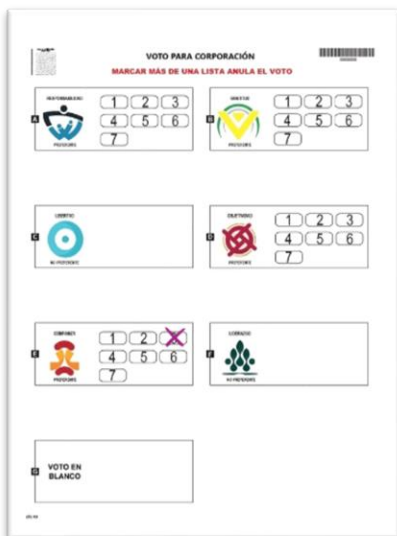 VOTO PARA CORPORACIÓN
MARCAR MÁS DE UNA LISTA ANULA EL VOTO
A
PREFERENTE
1 2 3
4 5 6
7
B
PREFERENTE
1 2 3
4 5 6
7
C
NO PREFERENTE
D
PREFERENTE
1 2 3
4 5 6
7
E
PREFERENTE
1 2
4 5 6
7
F
LIDERAZGO
NO PREFERENTE
G
VOTO EN
BLANCO